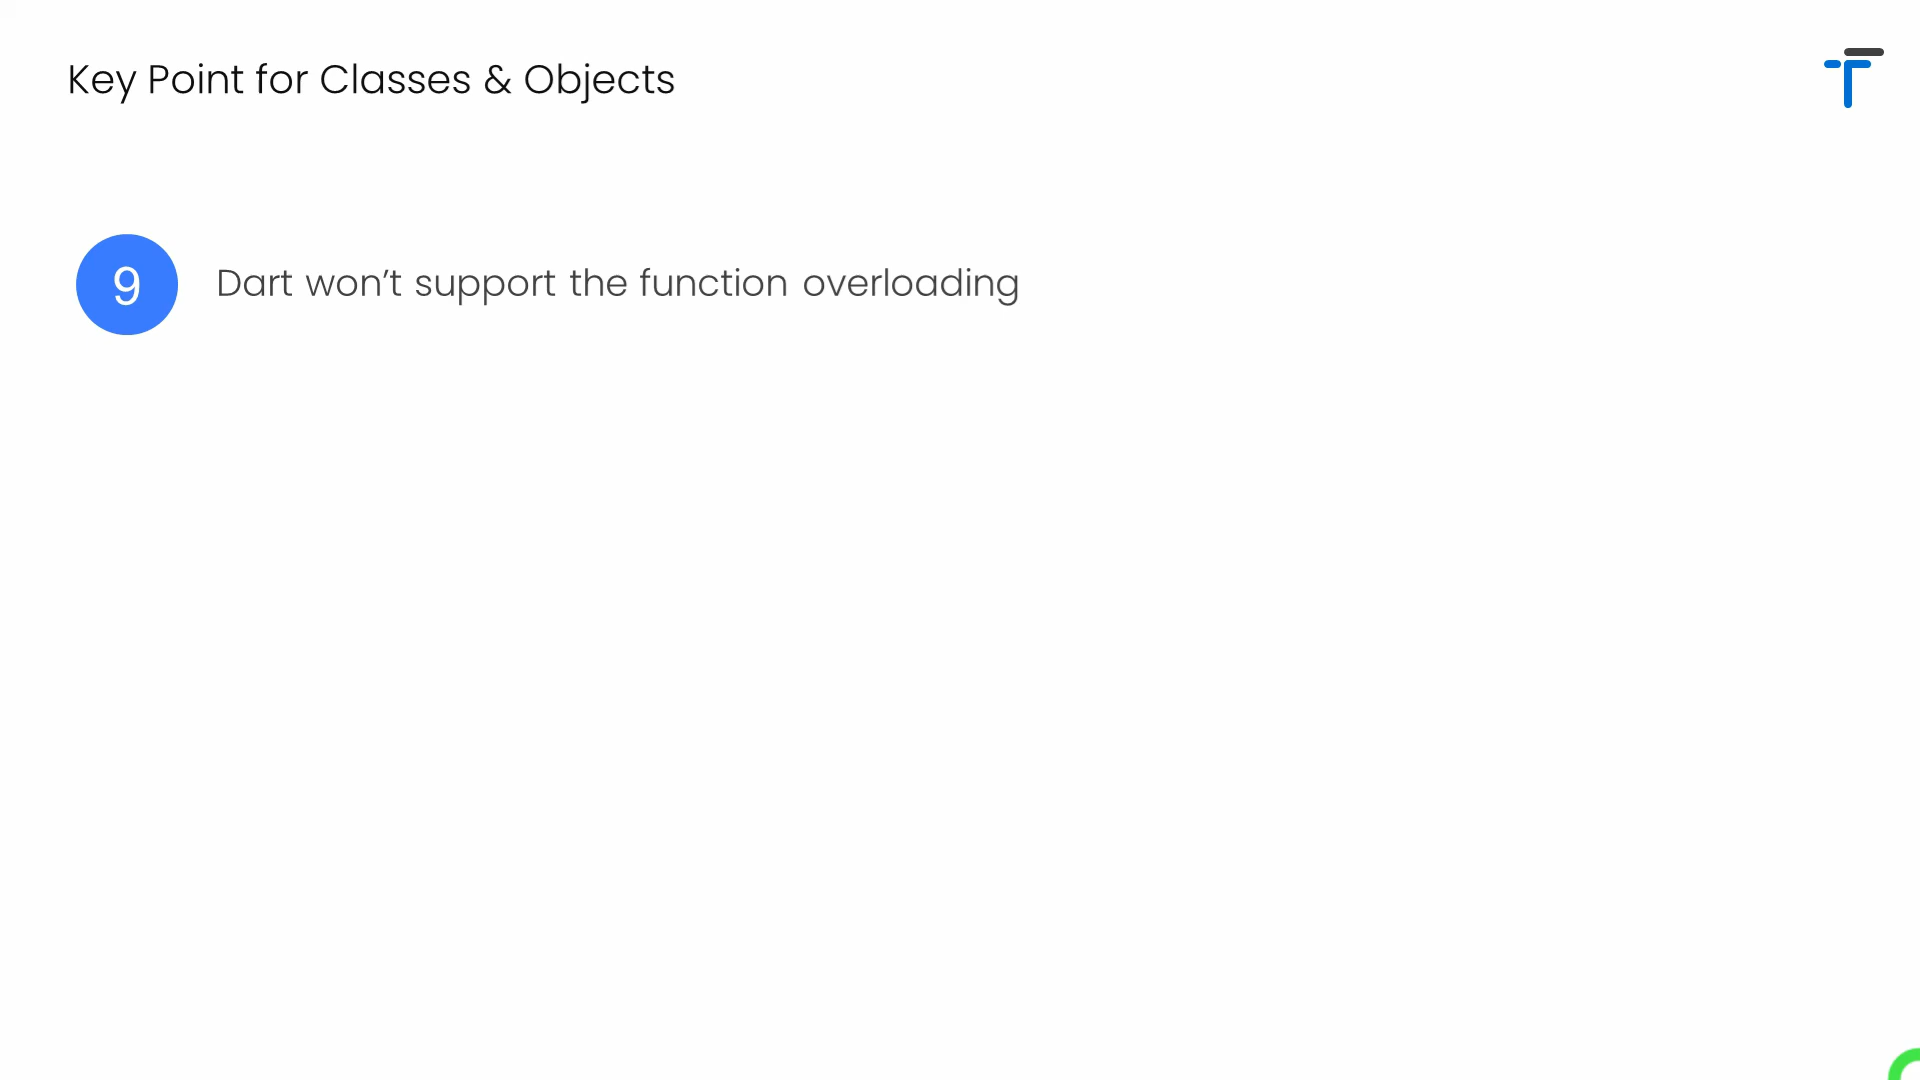 Key Point for Classes & Objects
9 Dart won’t support the function overloading